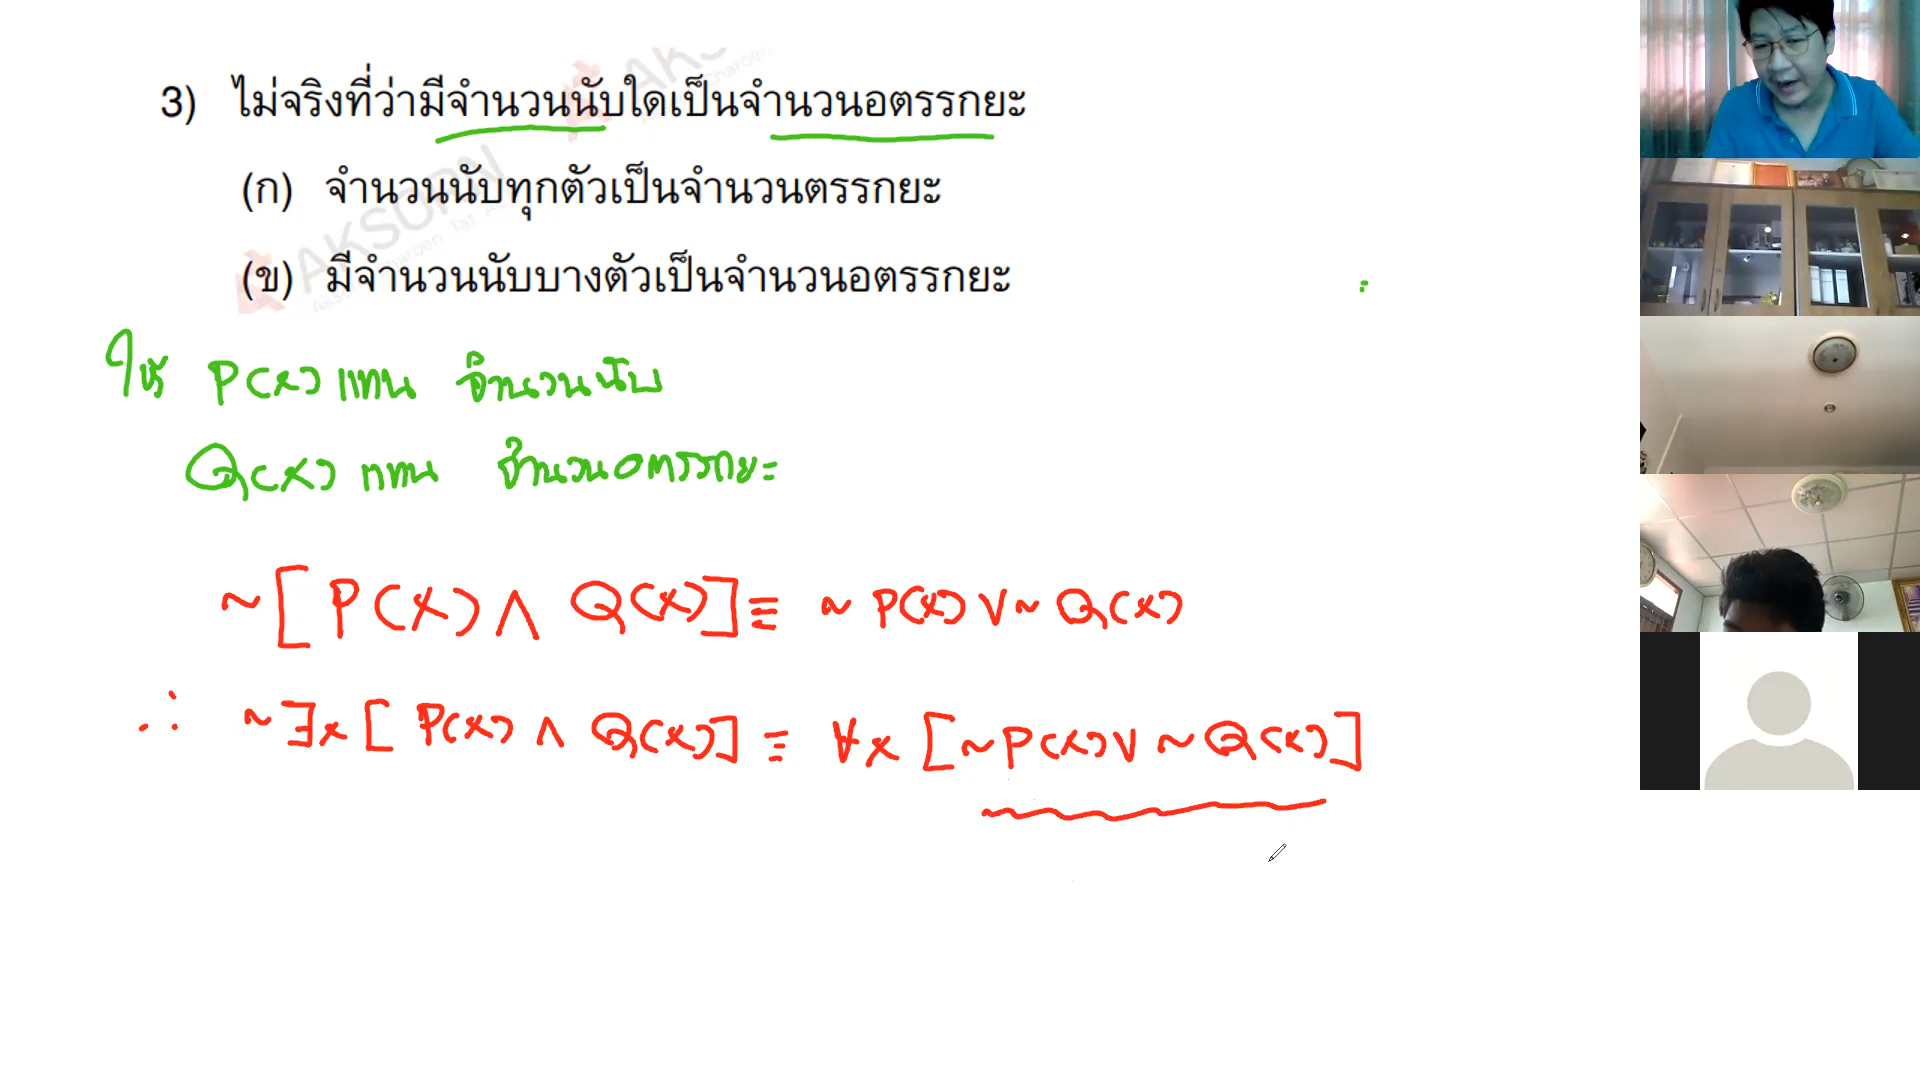 3) ไม่จริงที่ว่ามีจำนวนนับใดเป็นจำนวนอตรรกยะ
(ก) จำนวนนับทุกตัวเป็นจำนวนตรรกยะ
(ข) มีจำนวนนับบางตัวเป็นจำนวนอตรรกยะ
ให้ P(x) แทน จำนวนนับ
Q(x) แทน จำนวนอตรรกยะ
~[P(x) ∧ Q(x)] ≡ ~P(x) ∨ ~Q(x)
∴ ~∃x[P(x) ∧ Q(x)] ≡ ∀x[~P(x) ∨ ~Q(x)]
AKSORN